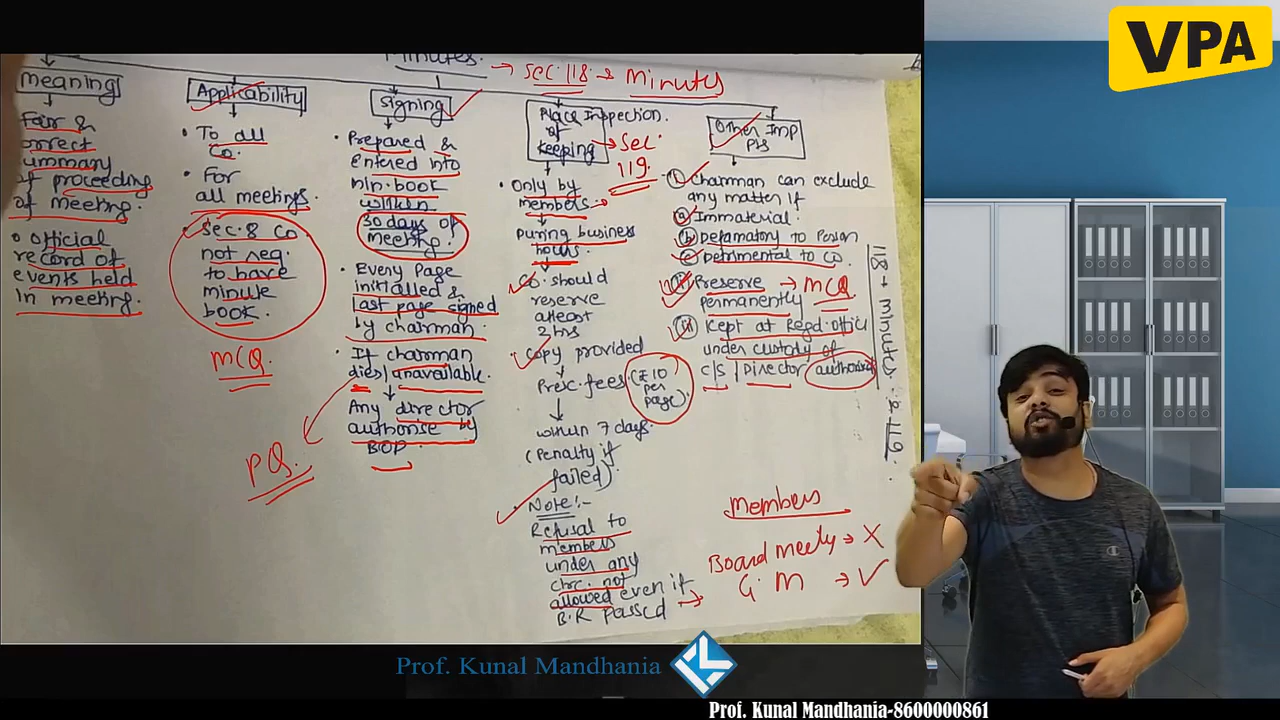 VPA
Minutes. → Sec. 118 → Minutes
Meaning
Fair &
orrect
summary
of proceeding
of meeting.
• official
record of
events held
in meeting.
Applicability
• To all
Co.
• For
all meetings.
• Sec. 8 Co
not req.
to have
minute
book.
MCQ
Signing
• Prepared &
Entered into
min. book
within
30 days of
meeting.
• Every Page
initialled &
last page signed
by chairman.
• If chairman
dies/unavailable.
Any director
authorise by
BOD.
PQ.
Place Inspection.
of
keeping
→ Sec.
119.
• Only by
members
During business
hours.
Co. should
reserve
atleast
2 hrs
Copy provided
Presc. fees (₹ 10
per
page).
within 7 days.
(Penalty if
failed)
• Note:-
Refusal to
members
under any
circ. not
allowed even if
B.R passed →
Other Imp
Pts
(i) Chairman can exclude
any matter if
(a) Immaterial.
(b) Defamatory to Person
(c) Detrimental to Co.
(ii) Preserve → MCQ
permanently
(iii) Kept at Regd. offic
under custody of
C/S / Director authorised
118 → Minutes. 2 119.
Members
Board meety → X
G. M → ✓
Prof. Kunal Mandhania
Prof. Kunal Mandhania-8600000861